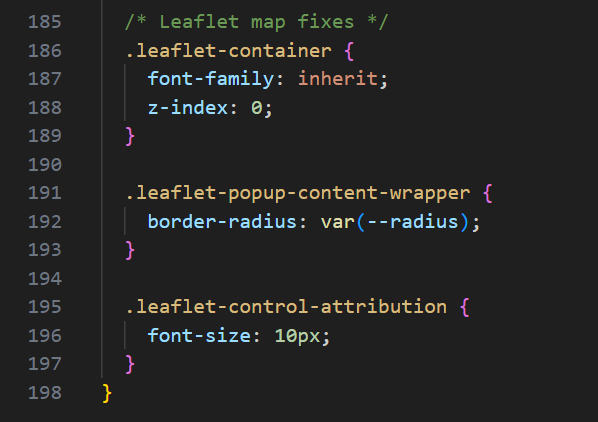 185 /* Leaflet map fixes */
186 .leaflet-container {
187 font-family: inherit;
188 z-index: 0;
189 }
190
191 .leaflet-popup-content-wrapper {
192 border-radius: var(--radius);
193 }
194
195 .leaflet-control-attribution {
196 font-size: 10px;
197 }
198 }